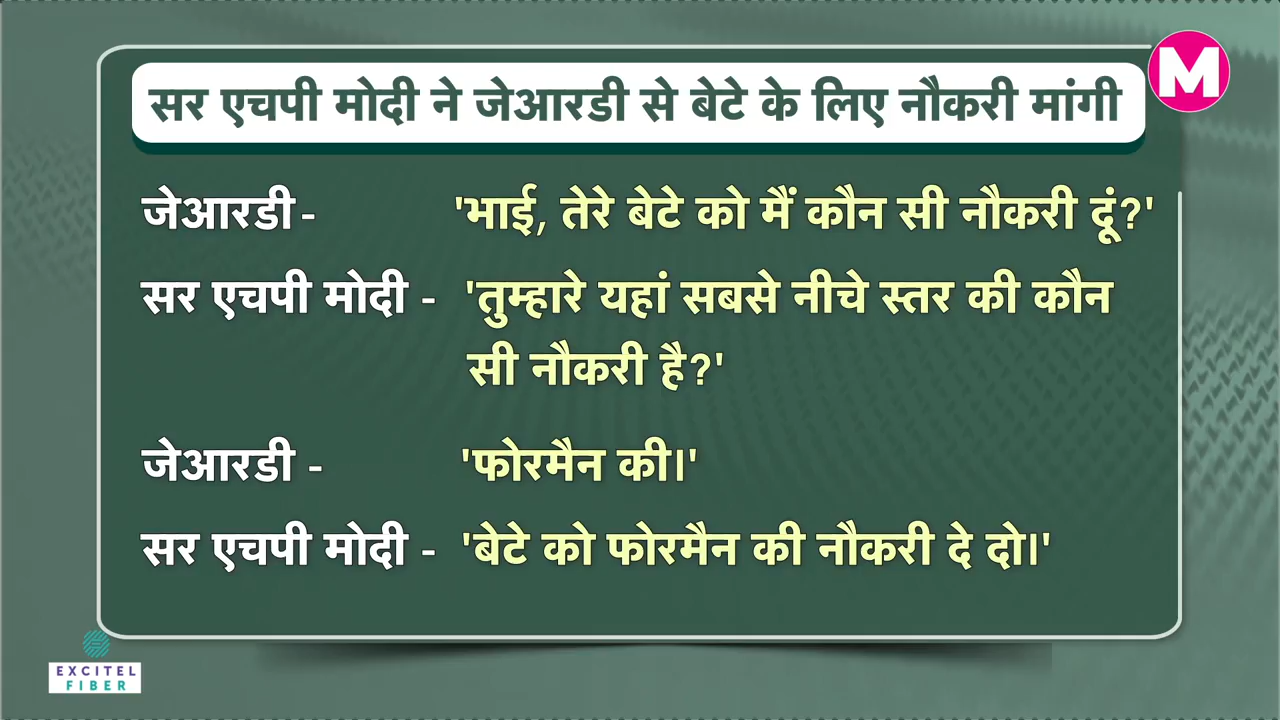 सर एचपी मोदी ने जेआरडी से बेटे के लिए नौकरी मांगी
M
जेआरडी - 'भाई, तेरे बेटे को मैं कौन सी नौकरी दूं?'
सर एचपी मोदी - 'तुम्हारे यहां सबसे नीचे स्तर की कौन
सी नौकरी है?'
जेआरडी - 'फोरमैन की।'
सर एचपी मोदी - 'बेटे को फोरमैन की नौकरी दे दो।'
EXCITEL
FIBER